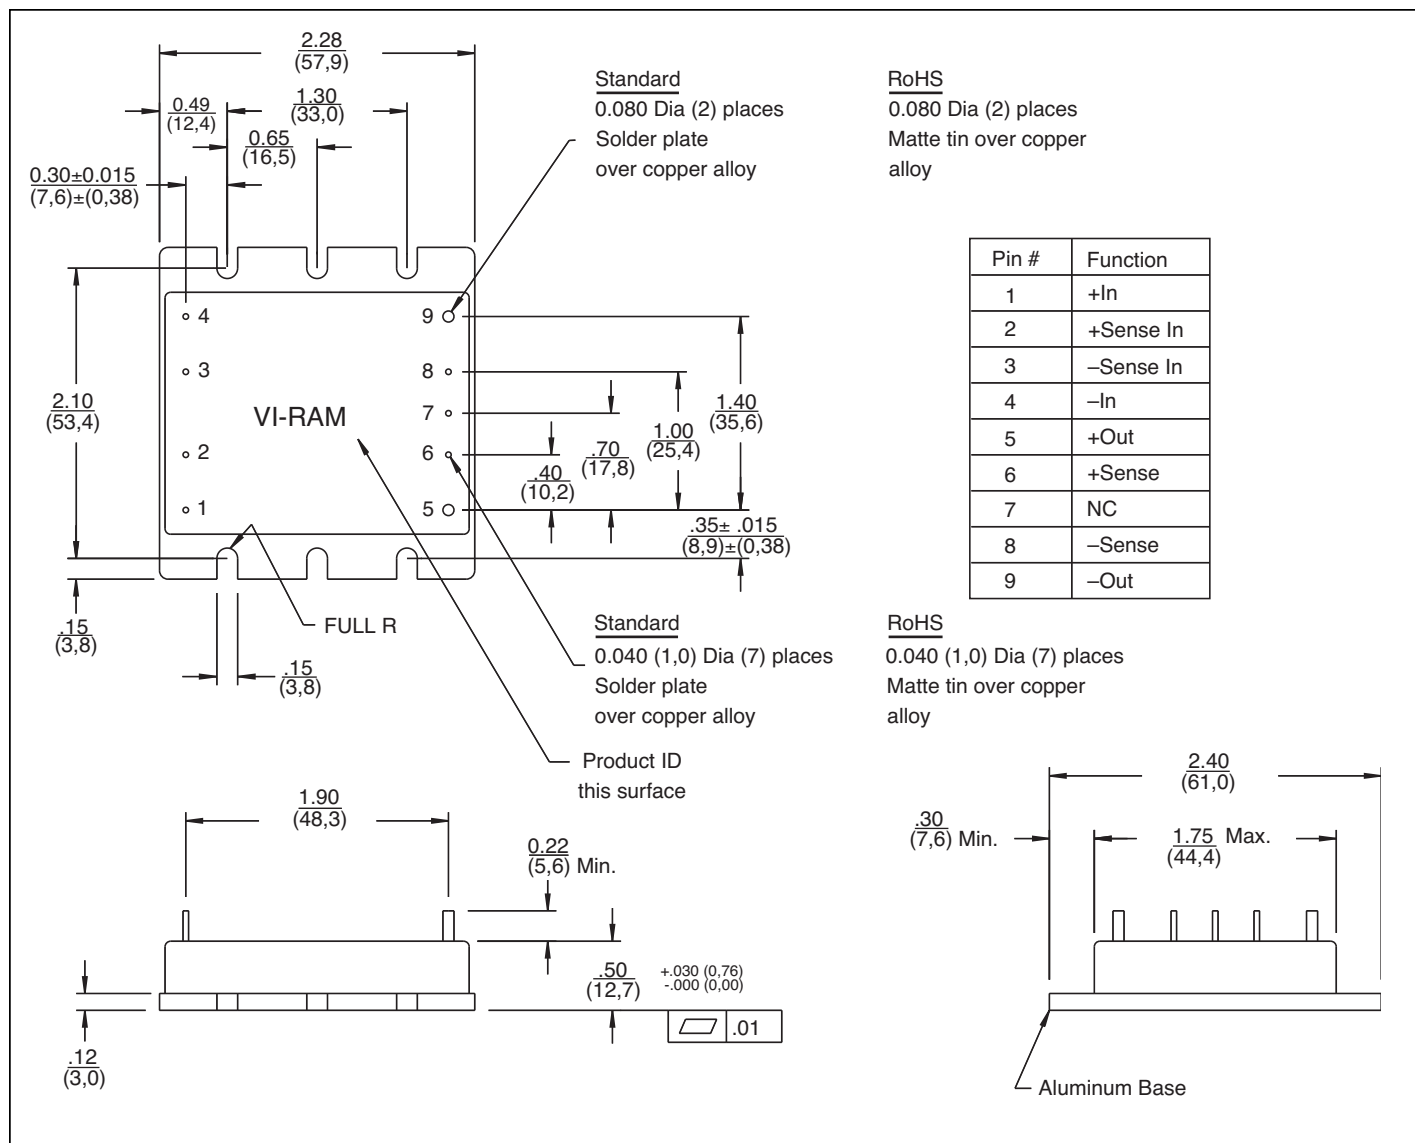 2.28
(57,9)
0.49
(12,4)
1.30
(33,0)
0.65
(16,5)
0.30±0.015
(7,6)±(0,38)
Standard
0.080 Dia (2) places
Solder plate
over copper alloy
RoHS
0.080 Dia (2) places
Matte tin over copper
alloy
4
3
2
1
VI-RAM
9
8
7
6
5
2.10
(53,4)
.40
(10,2)
.70
(17,8)
1.00
(25,4)
1.40
(35,6)
.35± .015
(8,9)±(0,38)
.15
(3,8)
.15
(3,8)
FULL R
Pin # Function
1 +In
2 +Sense In
3 –Sense In
4 –In
5 +Out
6 +Sense
7 NC
8 –Sense
9 –Out
Standard
0.040 (1,0) Dia (7) places
Solder plate
over copper alloy
RoHS
0.040 (1,0) Dia (7) places
Matte tin over copper
alloy
Product ID
this surface
1.90
(48,3)
0.22
(5,6) Min.
.50
(12,7)
+.030 (0,76)
-.000 (0,00)
.01
.12
(3,0)
2.40
(61,0)
.30
(7,6) Min.
1.75 Max.
(44,4)
Aluminum Base